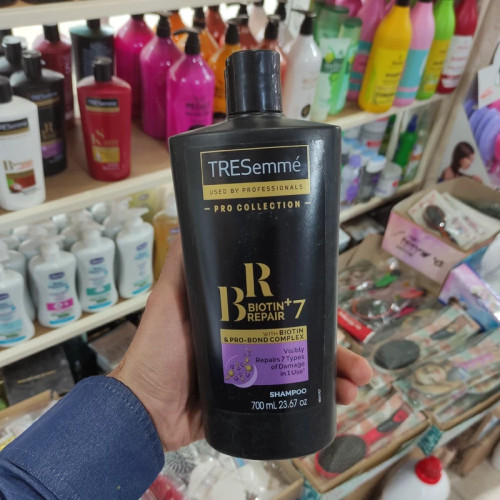 TRESemmé
USED BY PROFESSIONALS
PRO COLLECTION
BR
BIOTIN+
REPAIR 7
WITH BIOTIN
& PRO-BOND COMPLEX
Visibly
Repairs 7 Types
of Damage
in 1 Use
SHAMPOO
700 mL 23.67 oz
TRESemmé